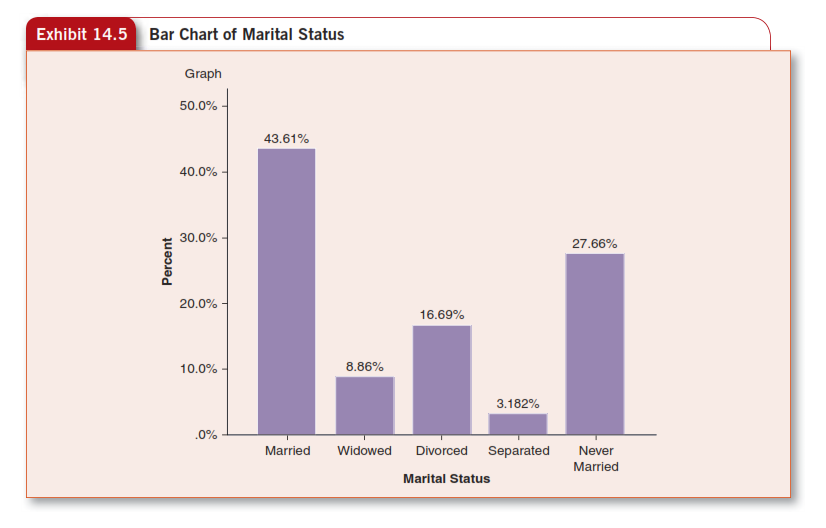 Exhibit 14.5 Bar Chart of Marital Status
Graph
50.0%
43.61%
40.0%
30.0%
27.66%
Percent
20.0%
16.69%
10.0%
8.86%
3.182%
.0%
Married Widowed Divorced Separated Never
Married
Marital Status